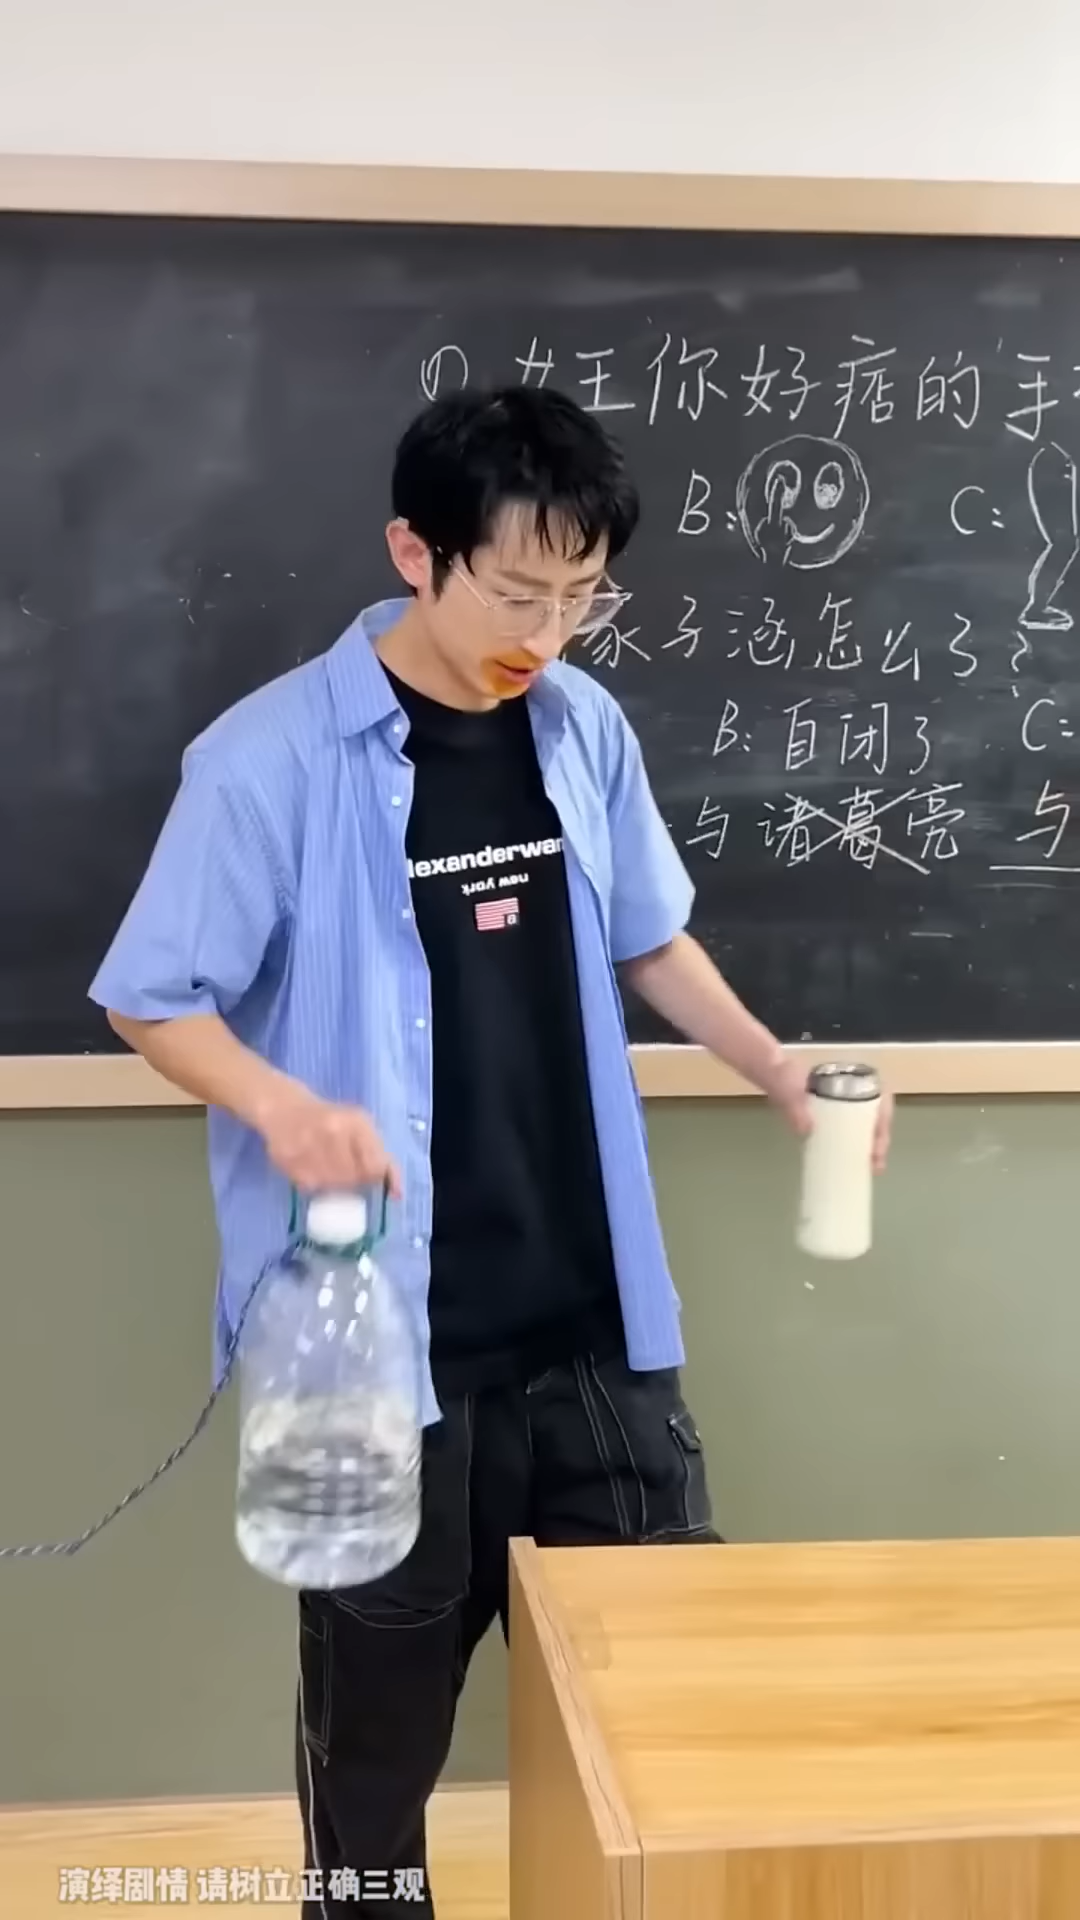 女王你好痞的手
B: C:
家子涵怎么了?
B: 自闭了 C:
与诸葛亮 与
lexanderwan
new york
演绎剧情 请树立正确三观